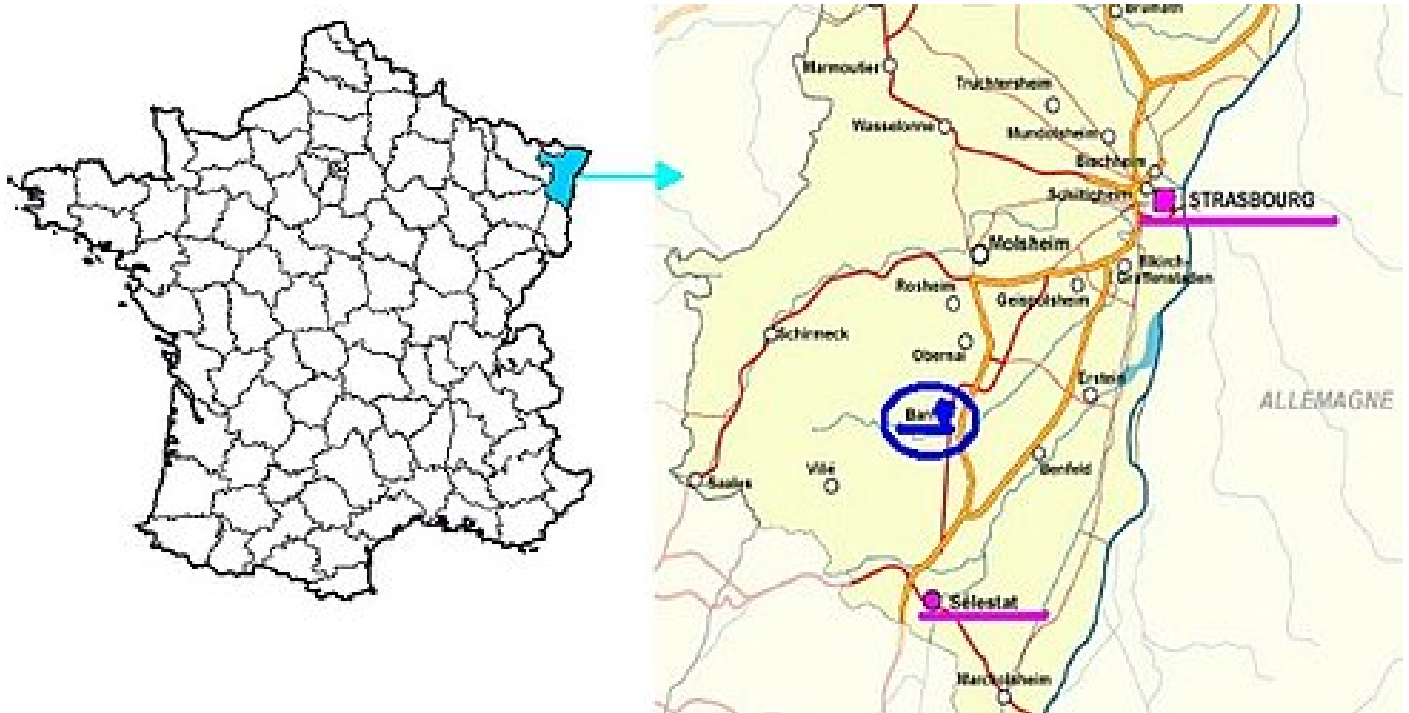 Brumath
Marmoutier
Truchtersheim
Wasselonne
Mundolsheim
Bischheim
Schiltigheim
STRASBOURG
Molsheim
Illkirch-
Graffenstaden
Rosheim
Geispolsheim
Schirmeck
Obernai
Erstein
ALLEMAGNE
Barr
Villé
Benfeld
Saales
Sélestat
Marckolsheim